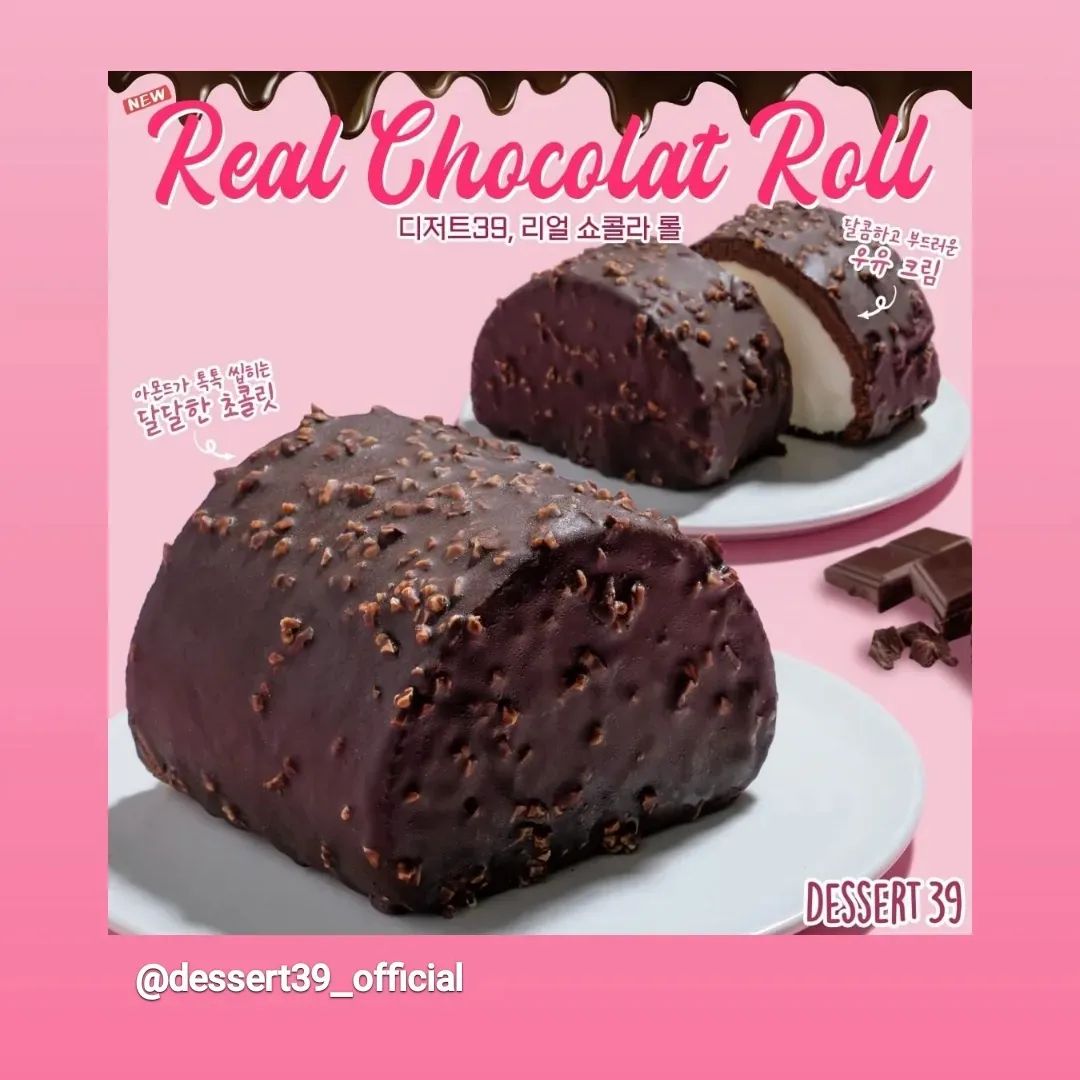 NEW
Real Chocolat Roll
디저트39, 리얼 쇼콜라 롤
달콤하고 부드러운
우유 크림
아몬드가 톡톡 씹히는
달달한 초콜릿
DESSERT 39
@dessert39_official